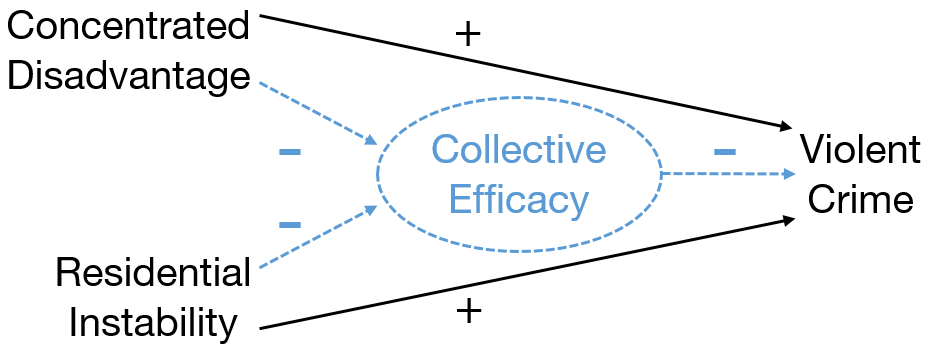 Concentrated
Disadvantage
+
–
Collective
Efficacy
–
Violent
Crime
–
Residential
Instability
+